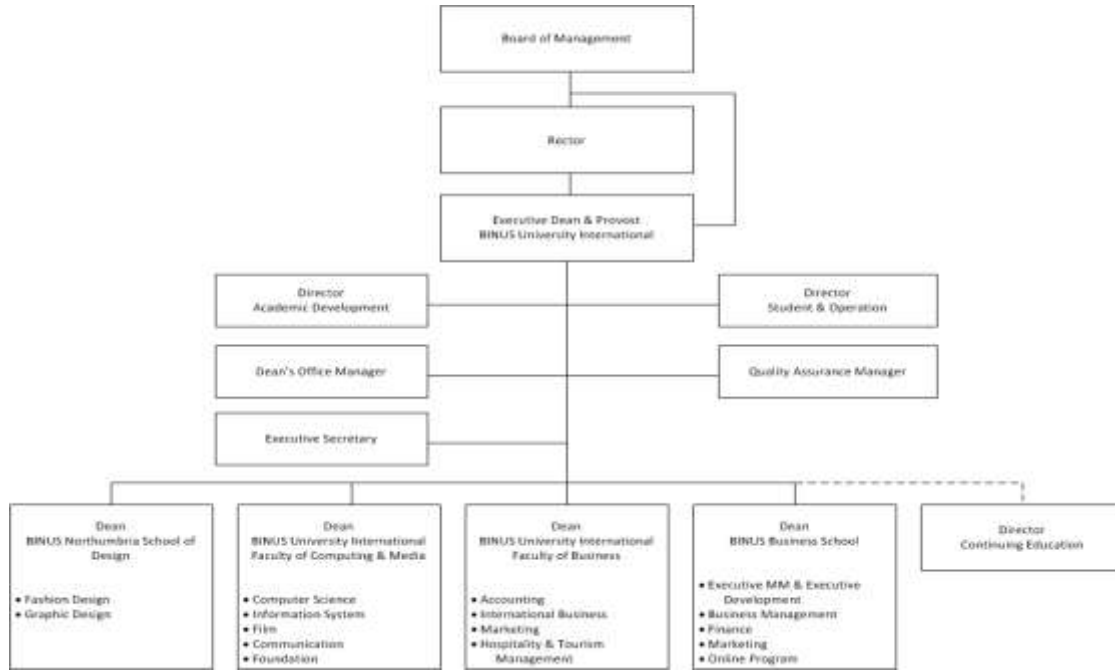 Board of Management
Rector
Executive Dean & Provost
BINUS University International
Director
Academic Development
Director
Student & Operation
Dean's Office Manager
Quality Assurance Manager
Executive Secretary
Dean
BINUS Northumbria School of
Design
• Fashion Design
• Graphic Design
Dean
BINUS University International
Faculty of Computing & Media
• Computer Science
• Information System
• Film
• Communication
• Foundation
Dean
BINUS University International
Faculty of Business
• Accounting
• International Business
• Marketing
• Hospitality & Tourism
Management
Dean
BINUS Business School
• Executive MM & Executive
Development
• Business Management
• Finance
• Marketing
• Online Program
Director
Continuing Education